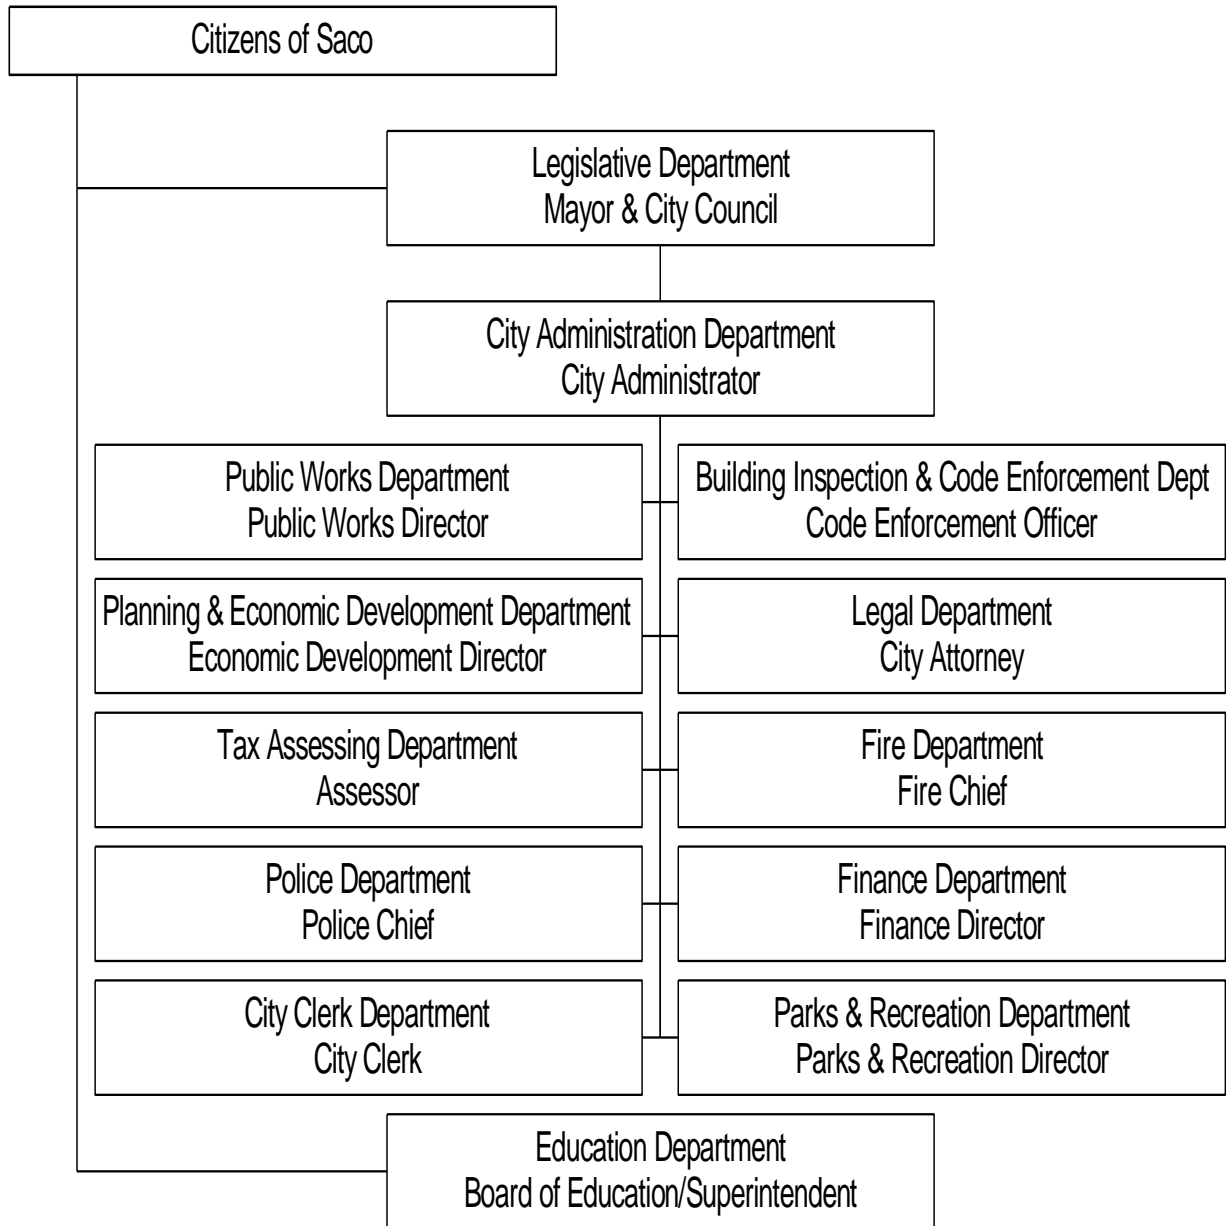 Citizens of Saco
Legislative Department
Mayor & City Council
City Administration Department
City Administrator
Public Works Department
Public Works Director
Building Inspection & Code Enforcement Dept
Code Enforcement Officer
Planning & Economic Development Department
Economic Development Director
Legal Department
City Attorney
Tax Assessing Department
Assessor
Fire Department
Fire Chief
Police Department
Police Chief
Finance Department
Finance Director
City Clerk Department
City Clerk
Parks & Recreation Department
Parks & Recreation Director
Education Department
Board of Education/Superintendent